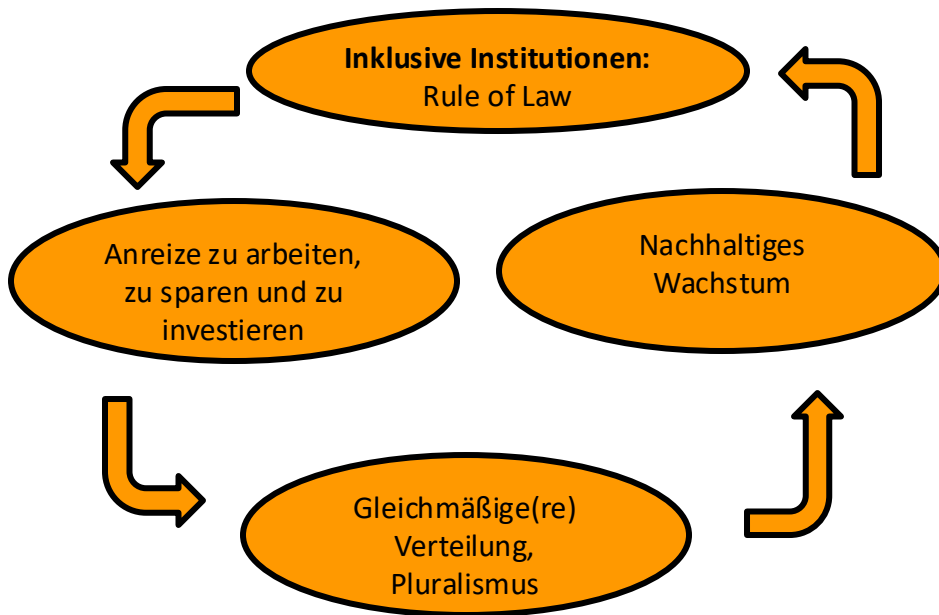 Inklusive Institutionen:
Rule of Law
Anreize zu arbeiten,
zu sparen und zu
investieren
Nachhaltiges
Wachstum
Gleichmäßige(re)
Verteilung,
Pluralismus